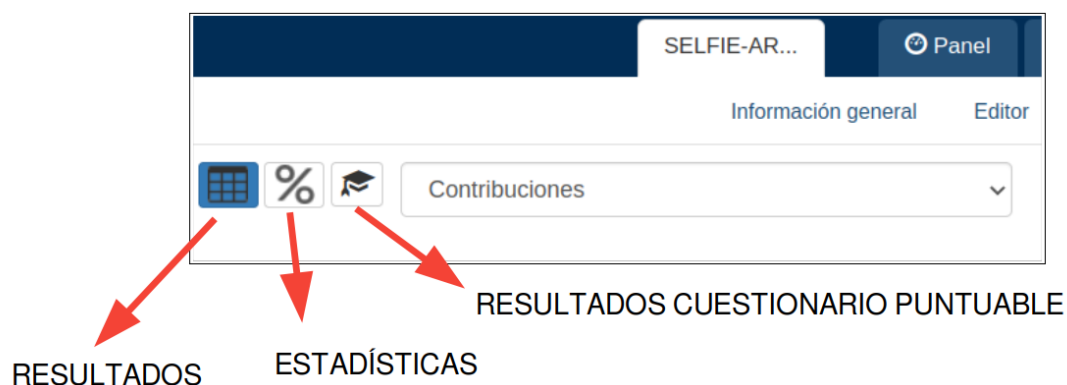 SELFIE-AR...
Panel
Información general
Editor
%
Contribuciones
RESULTADOS CUESTIONARIO PUNTUABLE
ESTADÍSTICAS
RESULTADOS